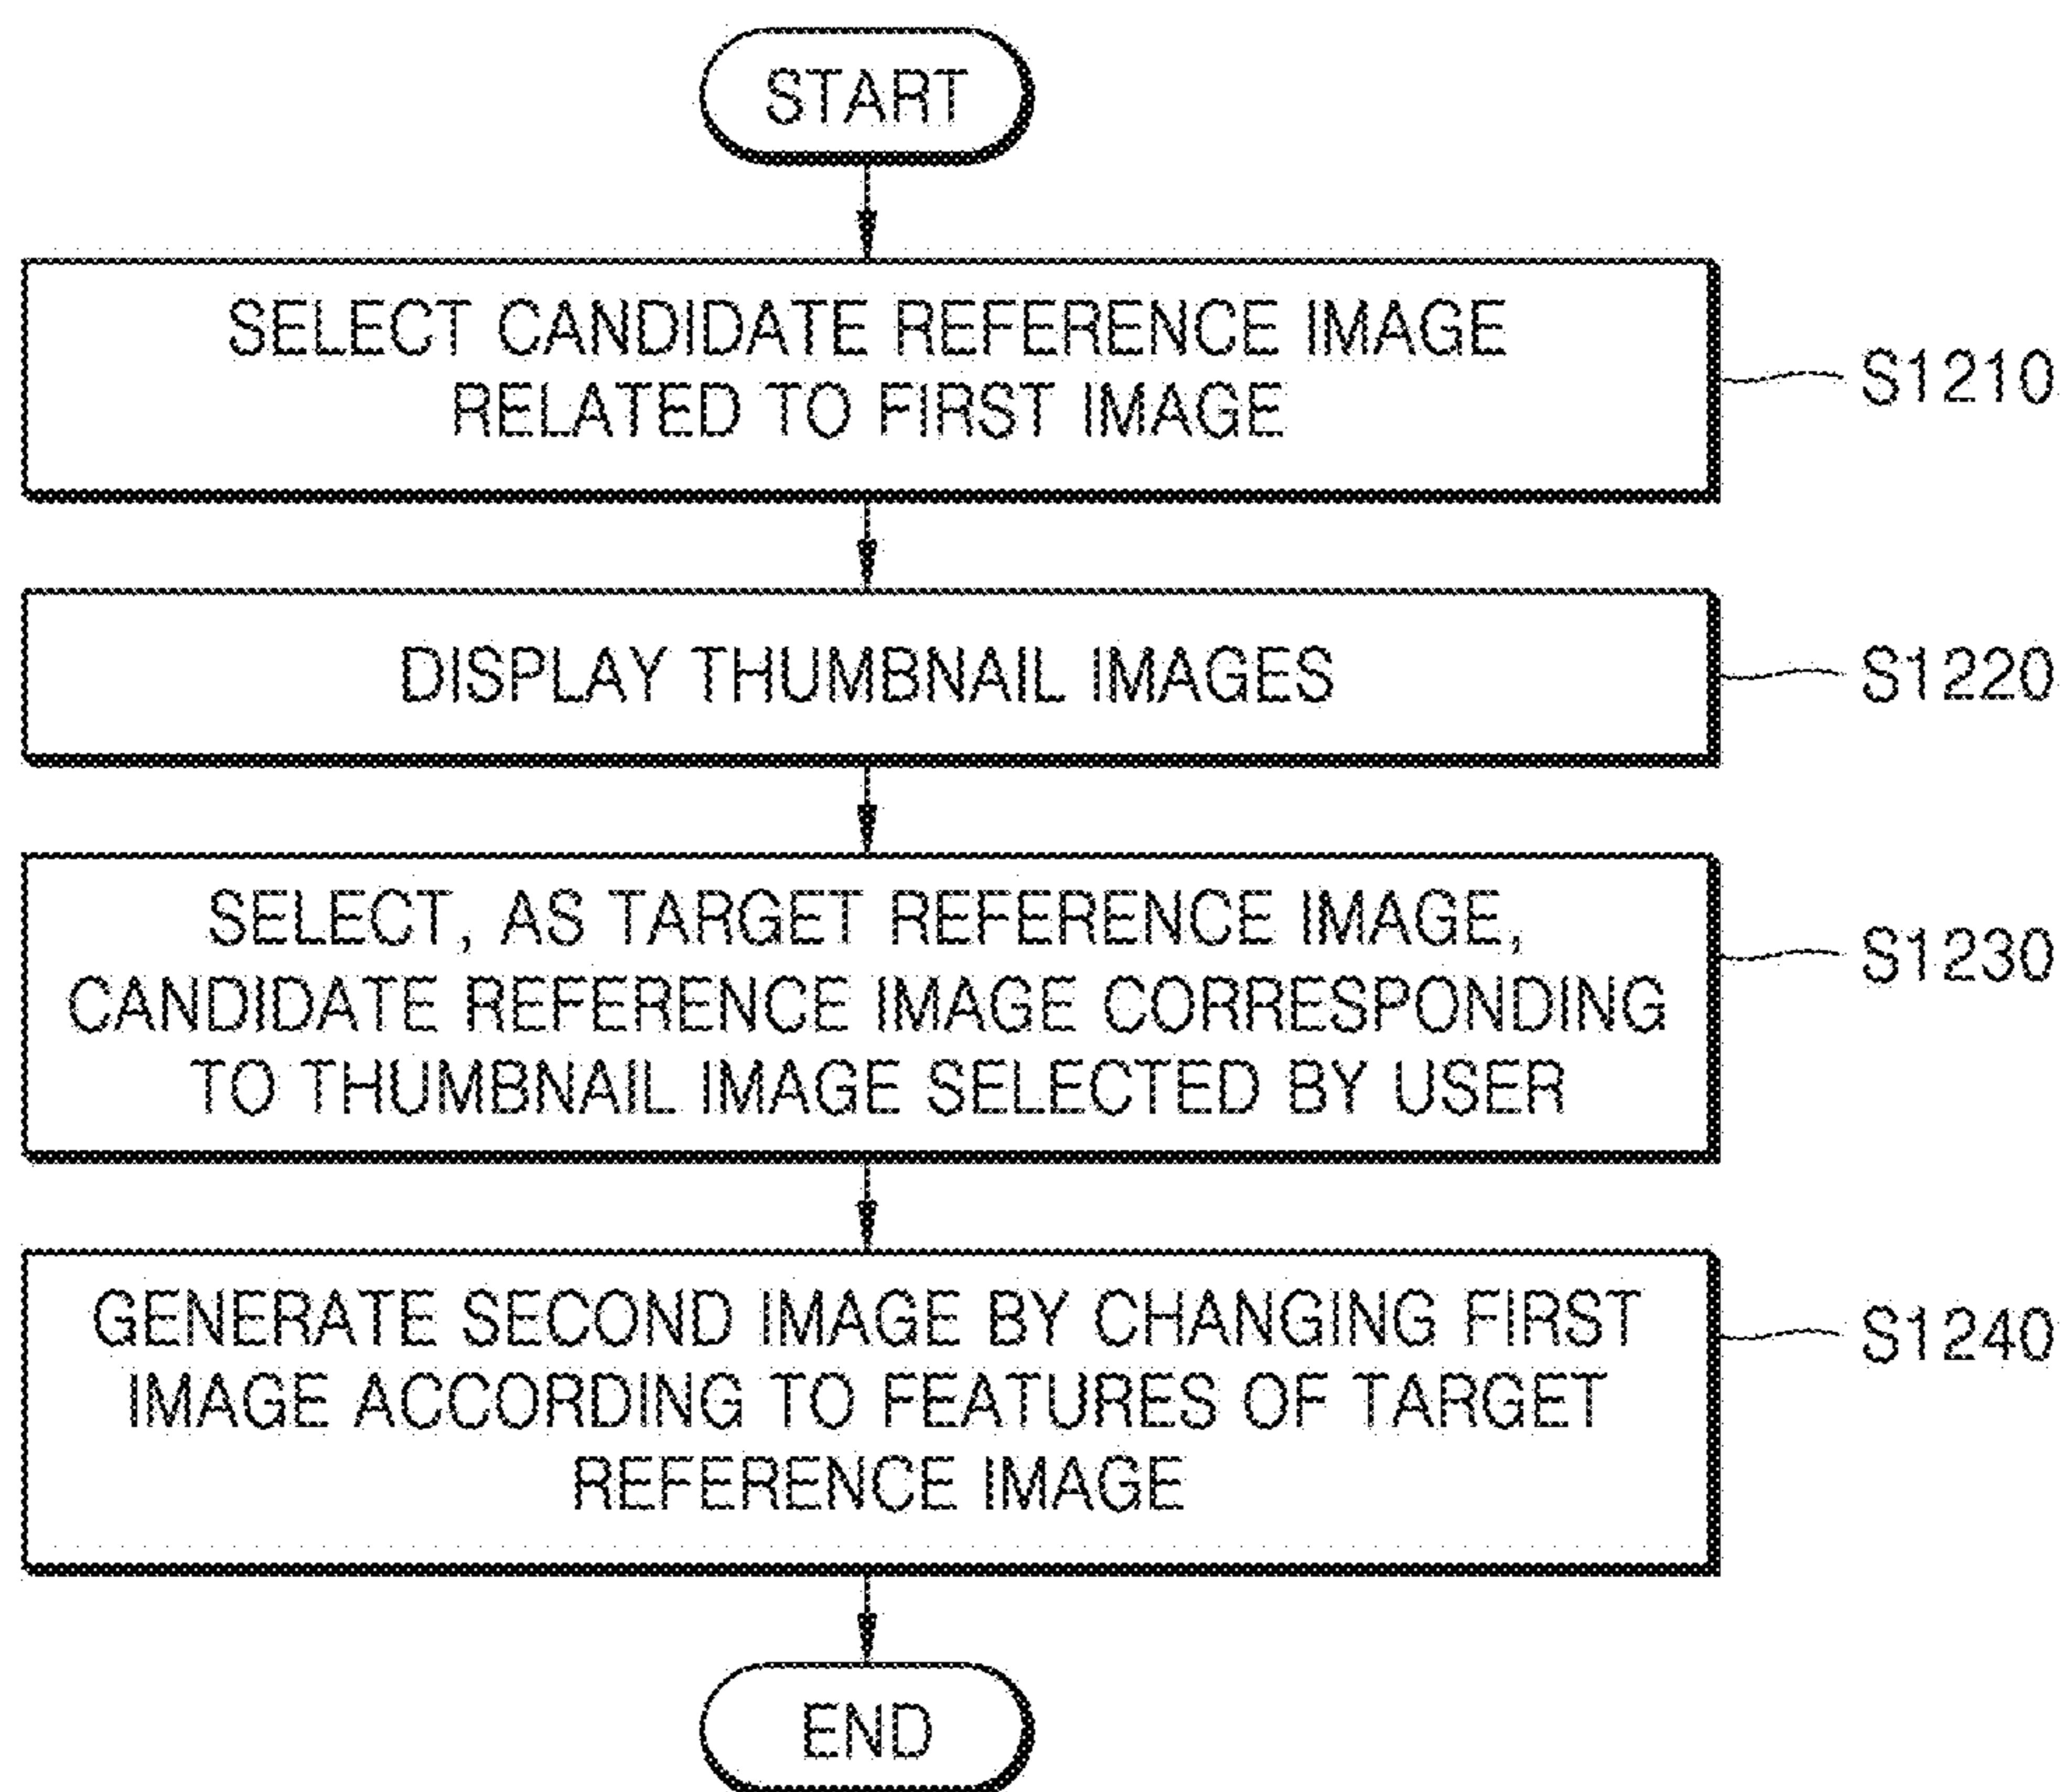 START
SELECT CANDIDATE REFERENCE IMAGE
RELATED TO FIRST IMAGE
S1210
DISPLAY THUMBNAIL IMAGES
S1220
SELECT, AS TARGET REFERENCE IMAGE,
CANDIDATE REFERENCE IMAGE CORRESPONDING
TO THUMBNAIL IMAGE SELECTED BY USER
S1230
GENERATE SECOND IMAGE BY CHANGING FIRST
IMAGE ACCORDING TO FEATURES OF TARGET
REFERENCE IMAGE
S1240
END